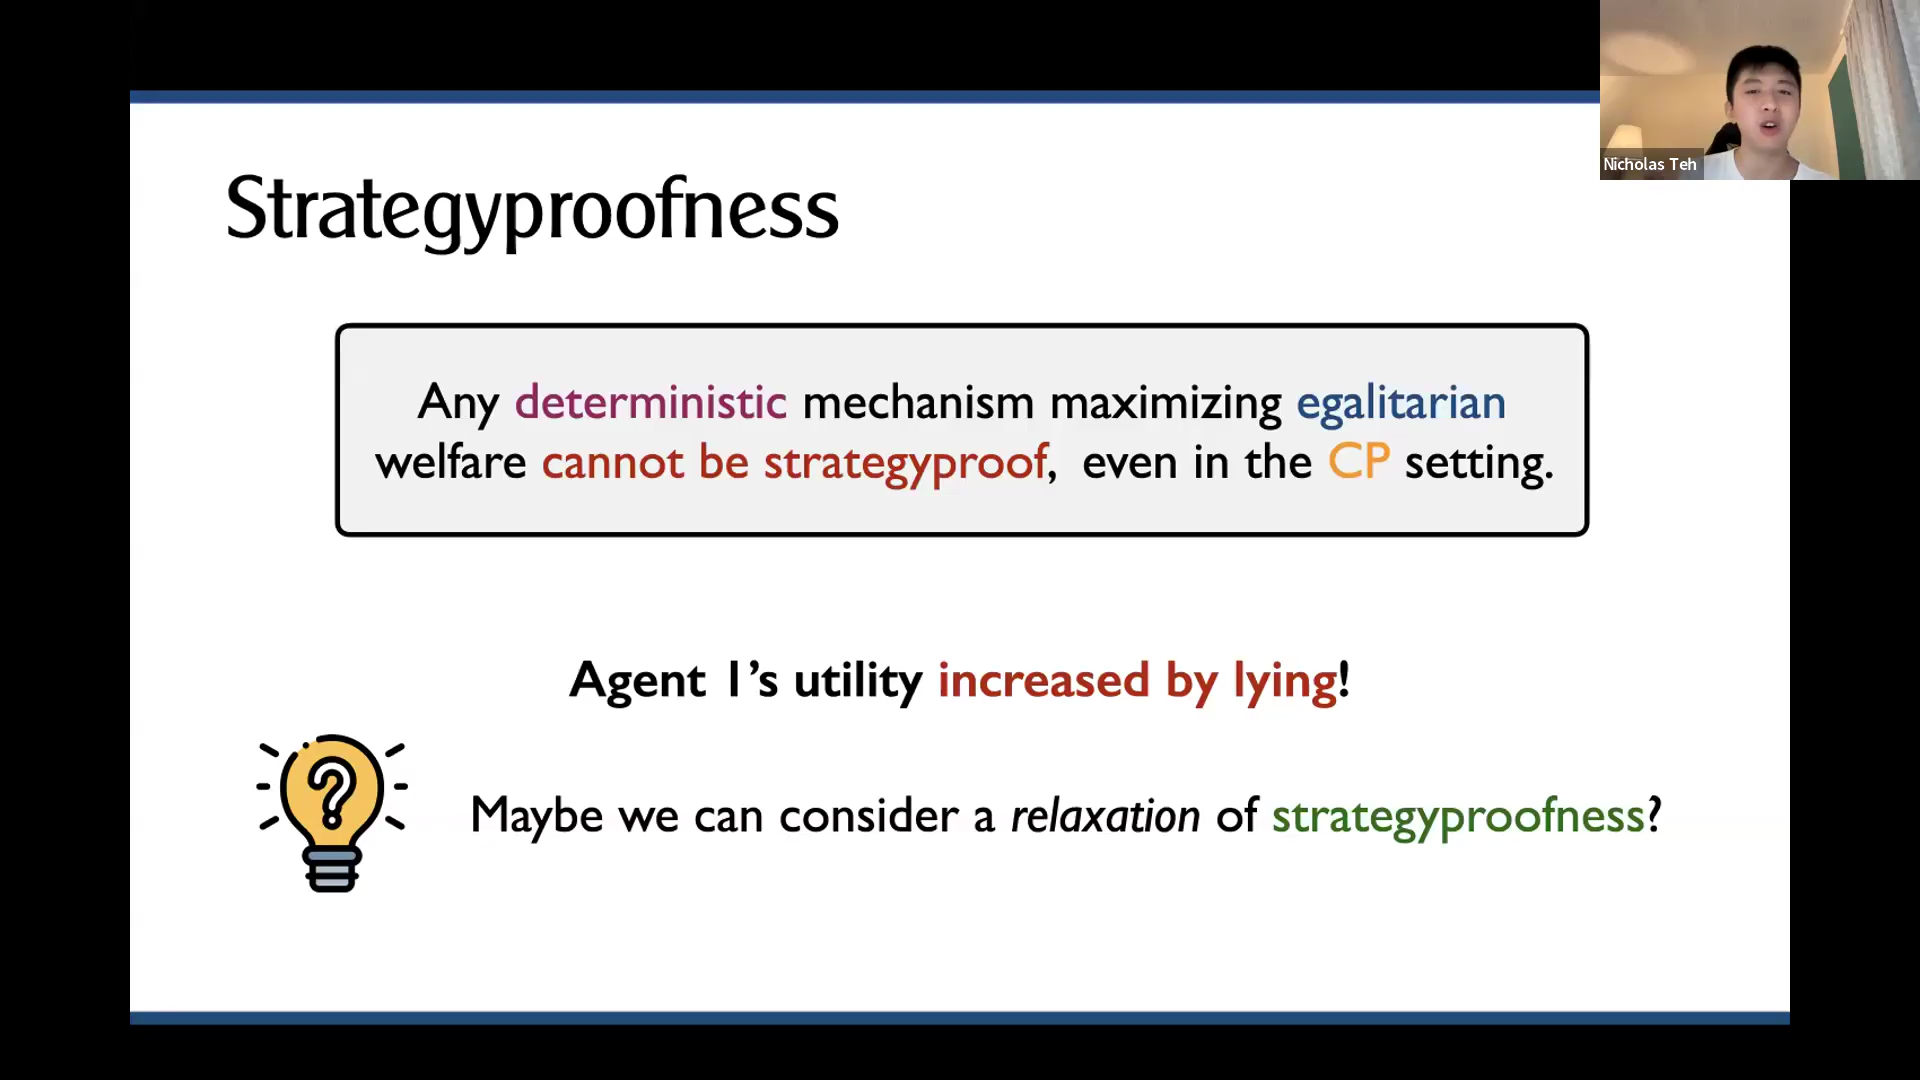 Nicholas Teh
Strategyproofness
Any deterministic mechanism maximizing egalitarian
welfare cannot be strategyproof, even in the CP setting.
Agent 1’s utility increased by lying!
?
Maybe we can consider a relaxation of strategyproofness?